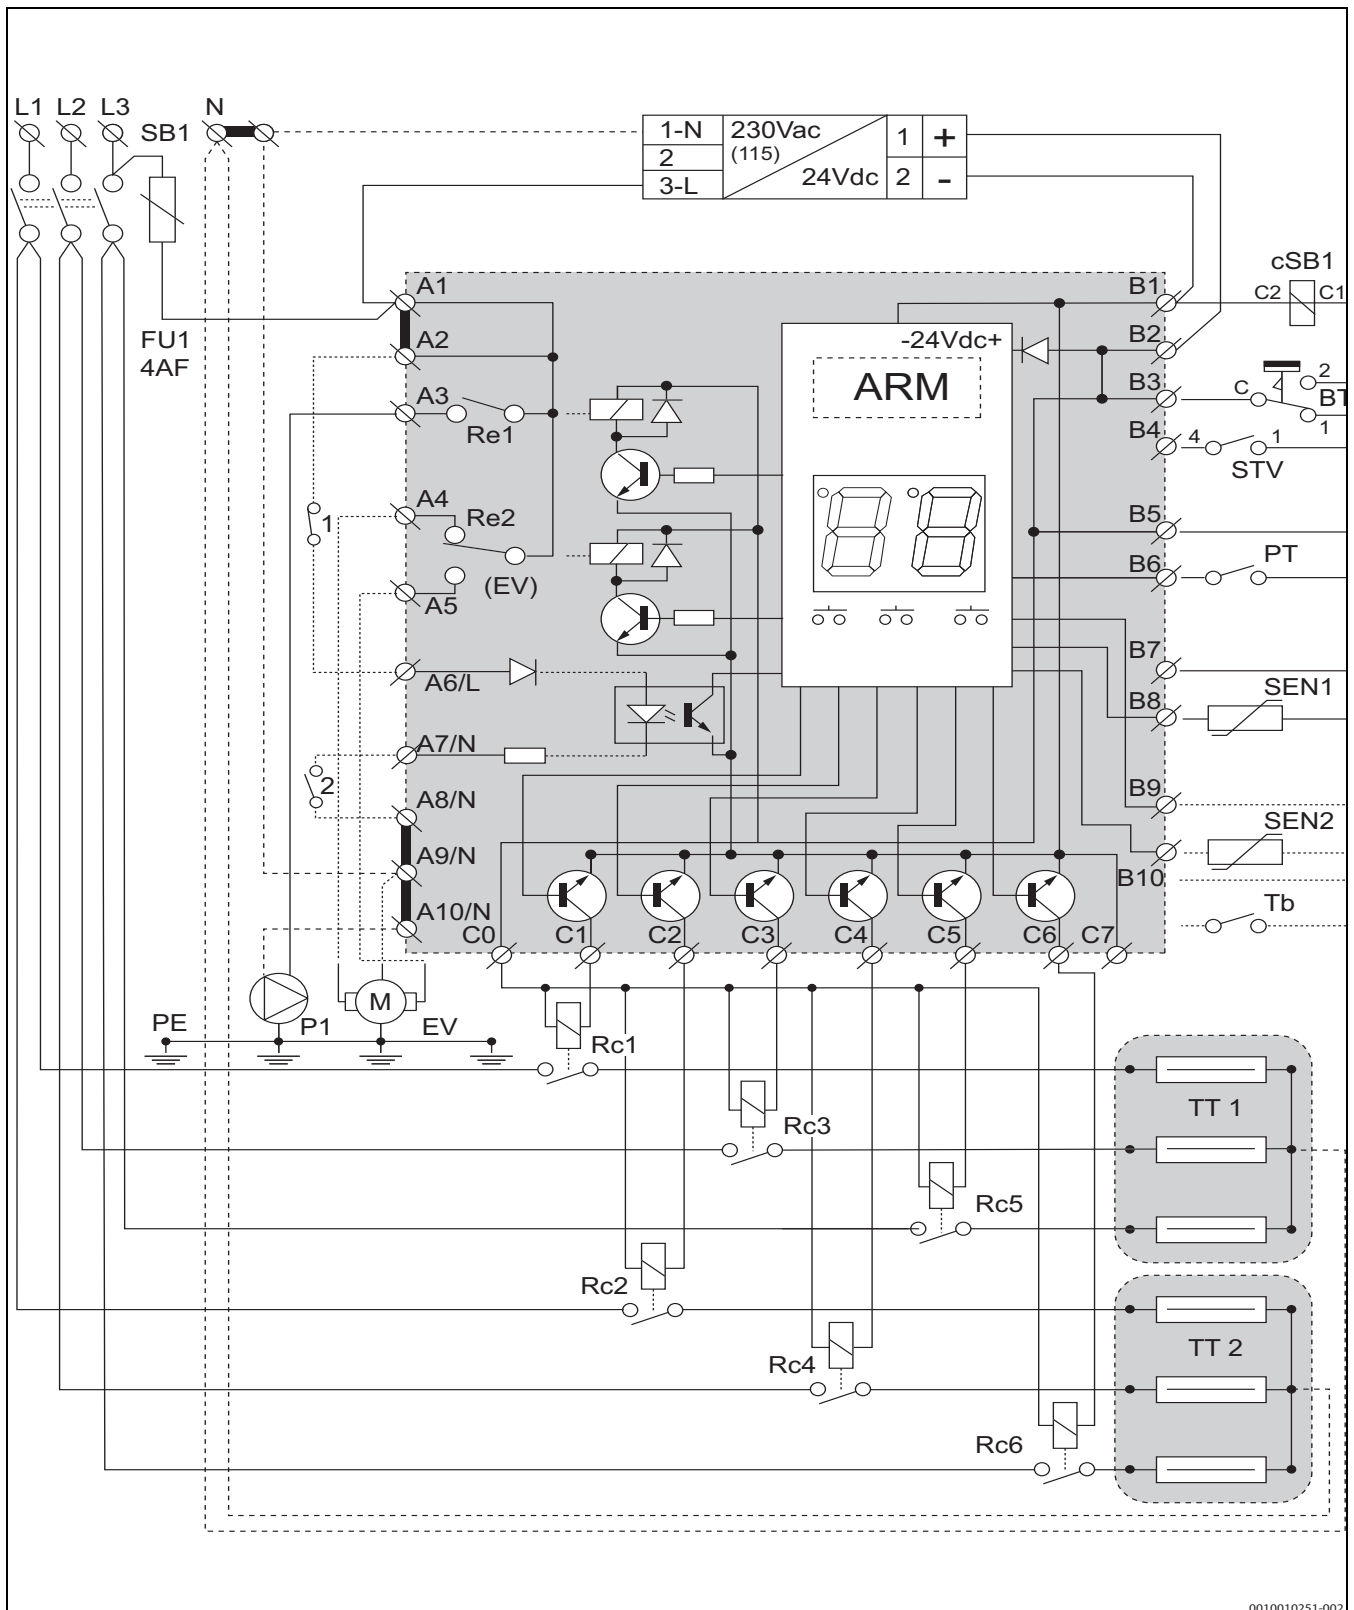 L1 L2 L3 SB1 N
1-N 230Vac 1 +
2 (115)
3-L 24Vdc 2 -
cSB1
A1 B1 C2 C1
FU1 A2 -24Vdc+ B2
4AF
ARM
A3 B3 C 2
BT
1
Re1 B4 4 1
STV
A4 Re2 B5
1
B6 PT
(EV)
A5
B7
A6/L SEN1
B8
A7/N
2 B9
A8/N SEN2
A9/N
B10
A10/N Tb
C0 C1 C2 C3 C4 C5 C6 C7
M
PE P1 EV
Rc1
TT 1
Rc3
Rc5
Rc2
TT 2
Rc4
Rc6
0010010251-002